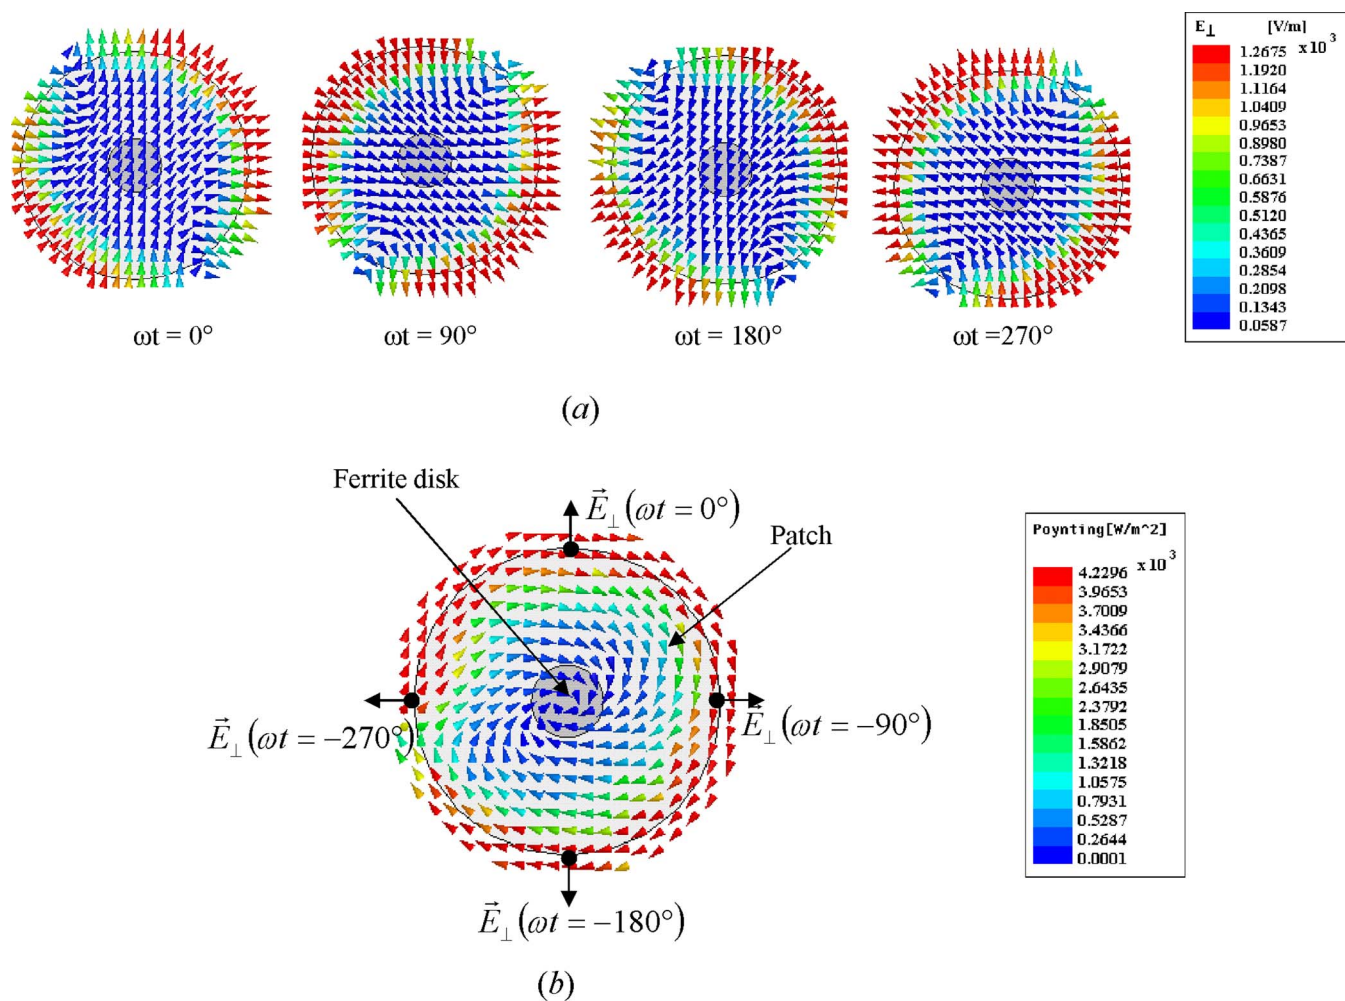 E⊥ [V/m]
x10³
1.2675
1.1920
1.1164
1.0409
0.9653
0.8980
0.7387
0.6631
0.5876
0.5120
0.4365
0.3609
0.2854
0.2098
0.1343
0.0587
ωt = 0°
ωt = 90°
ωt = 180°
ωt =270°
(a)
Ferrite disk
E⃗⊥(ωt = 0°)
Patch
E⃗⊥(ωt = −270°)
E⃗⊥(ωt = −90°)
E⃗⊥(ωt = −180°)
Poynting[W/m^2]
x10³
4.2296
3.9653
3.7009
3.4366
3.1722
2.9079
2.6435
2.3792
1.8505
1.5862
1.3218
1.0575
0.7931
0.5287
0.2644
0.0001
(b)